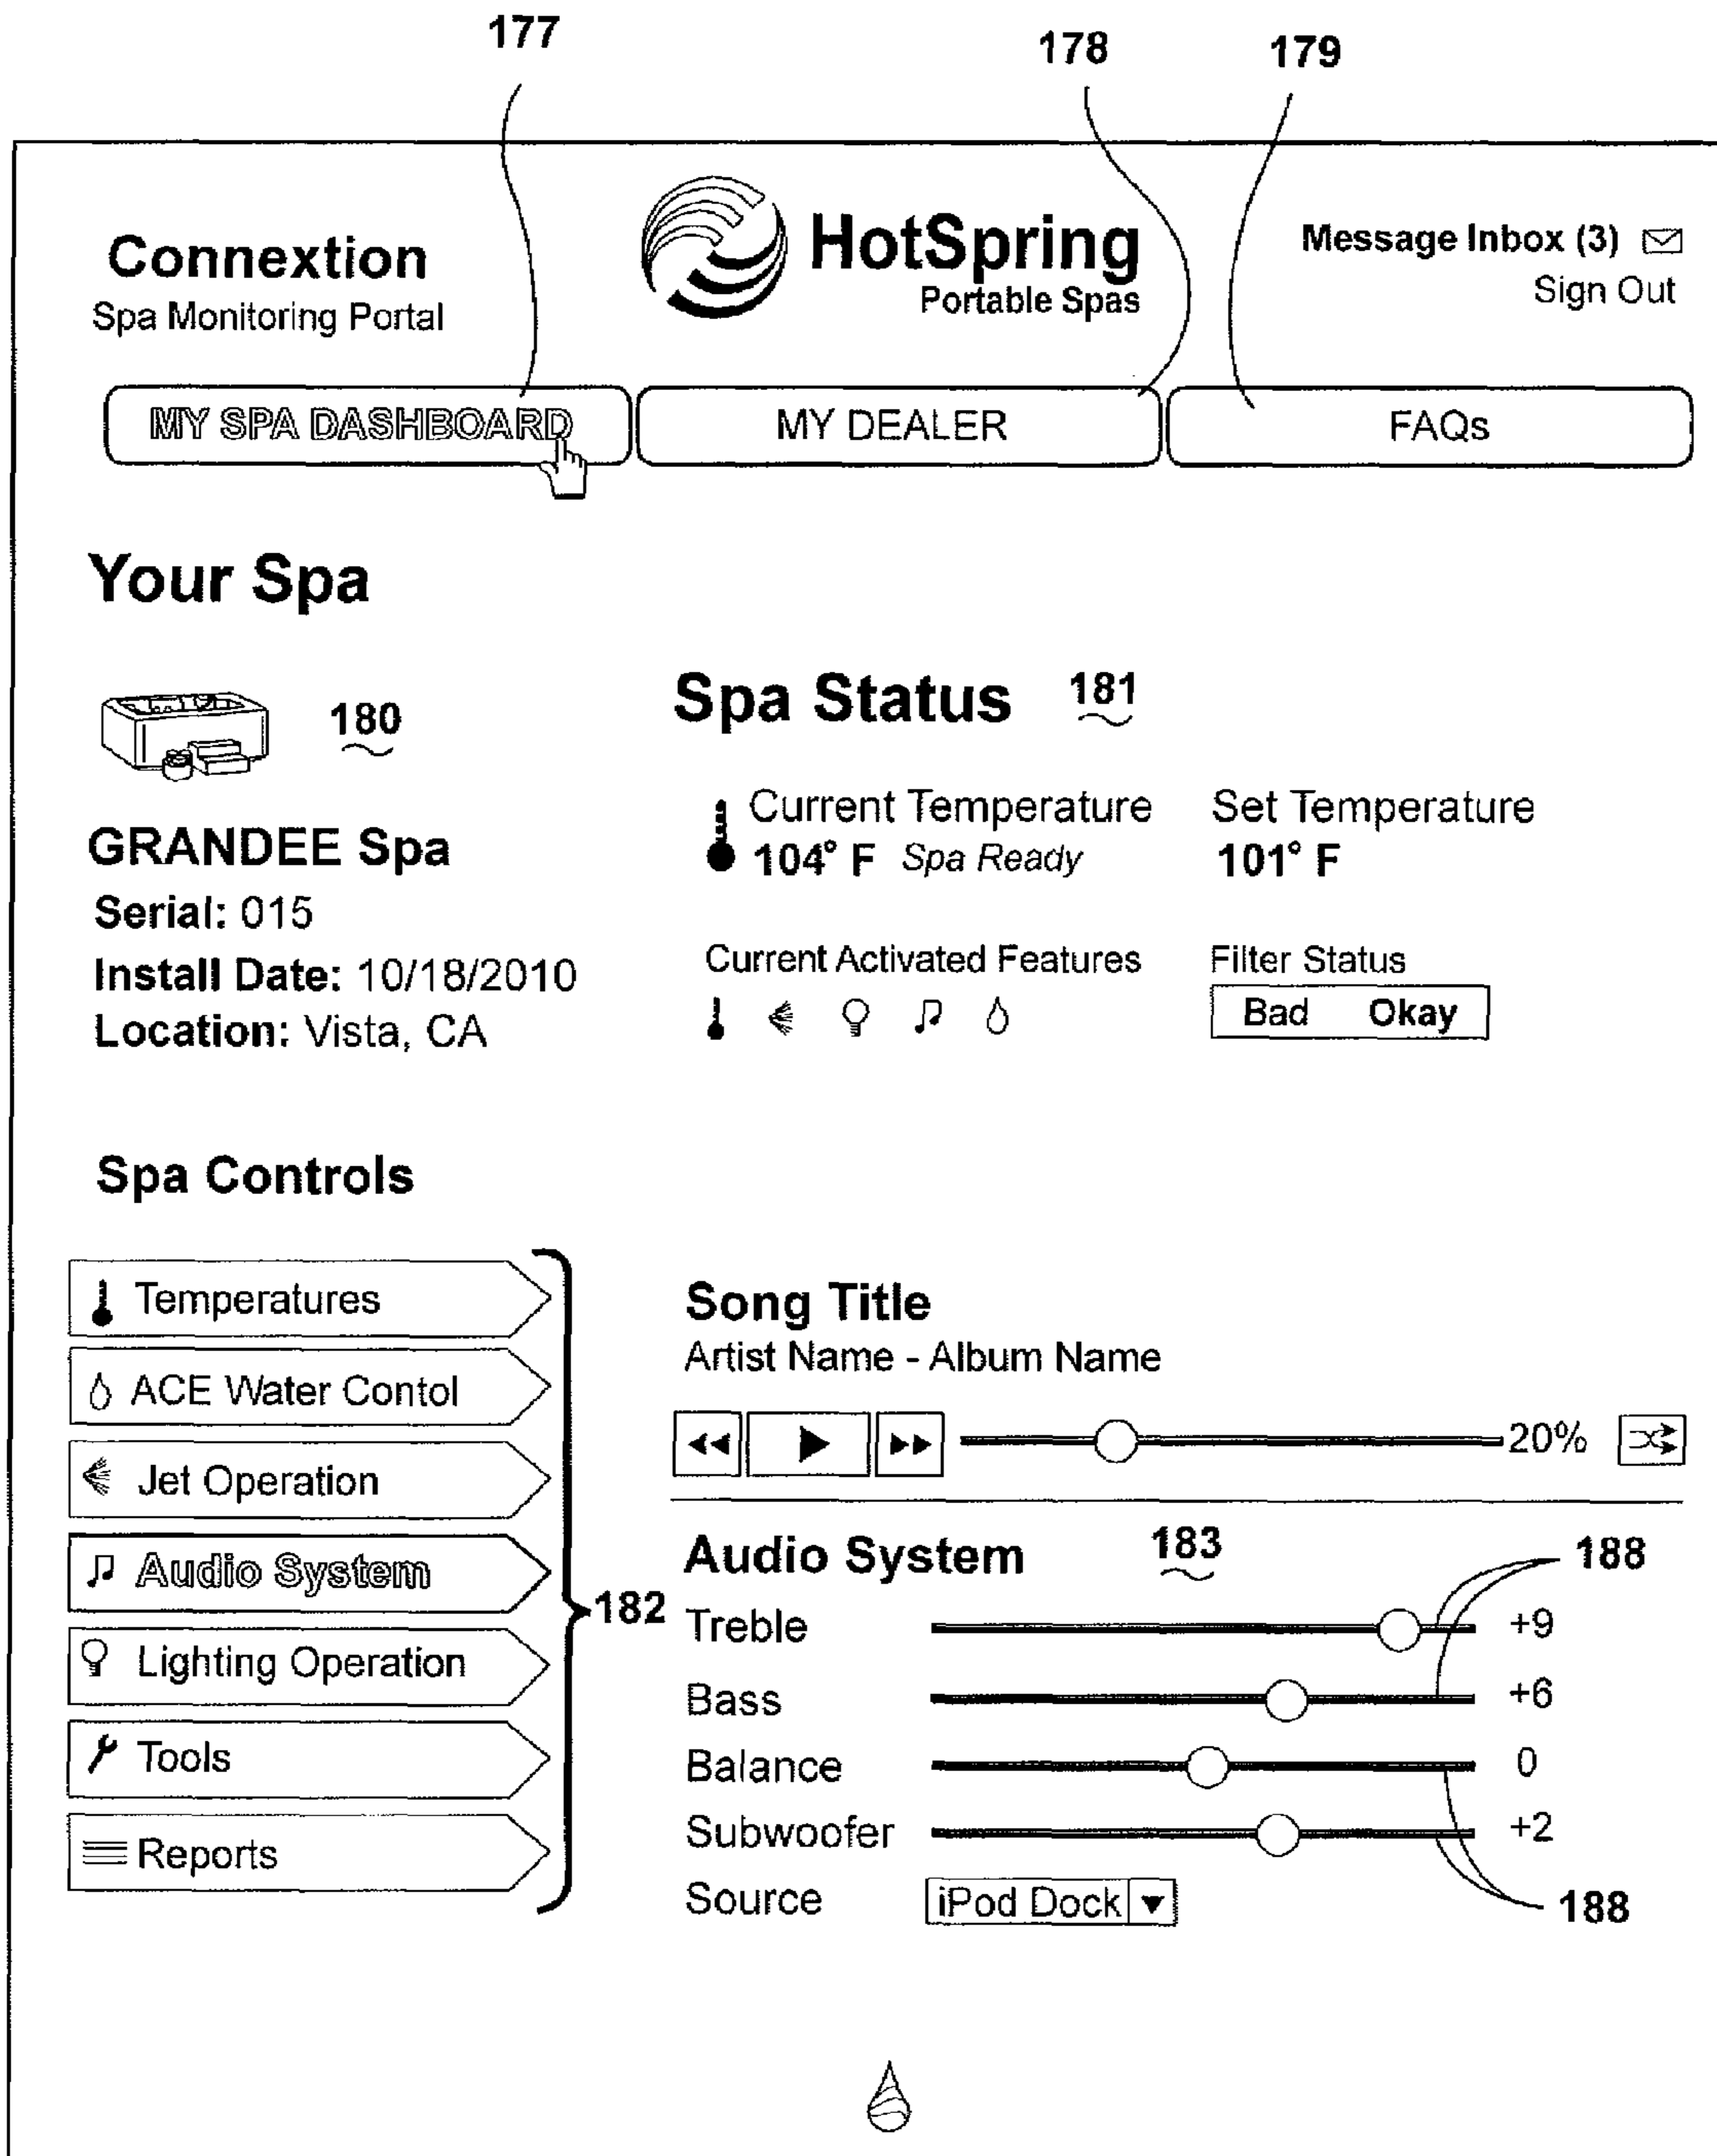 177
178
179
Connextion
Spa Monitoring Portal
HotSpring
Portable Spas
Message Inbox (3)
Sign Out
MY SPA DASHBOARD
MY DEALER
FAQs
Your Spa
180
GRANDEE Spa
Serial: 015
Install Date: 10/18/2010
Location: Vista, CA
Spa Status 181
Current Temperature
104° F Spa Ready
Set Temperature
101° F
Current Activated Features
Filter Status
Bad Okay
Spa Controls
Temperatures
ACE Water Contol
Jet Operation
Audio System
Lighting Operation
Tools
Reports
182
Song Title
Artist Name - Album Name
20%
Audio System 183
188
Treble +9
Bass +6
Balance 0
Subwoofer +2
Source iPod Dock
188